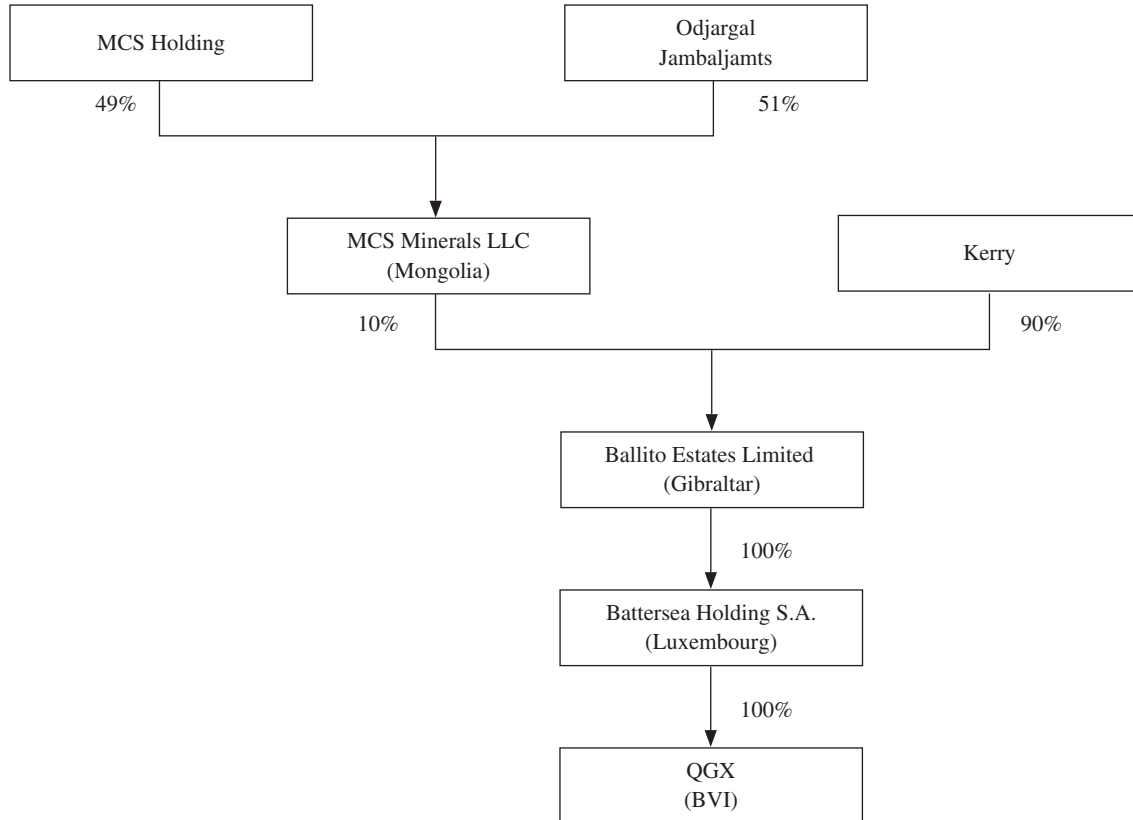 MCS Holding
Odjargal
Jambaljamts
49%
51%
MCS Minerals LLC
(Mongolia)
Kerry
10%
90%
Ballito Estates Limited
(Gibraltar)
100%
Battersea Holding S.A.
(Luxembourg)
100%
QGX
(BVI)